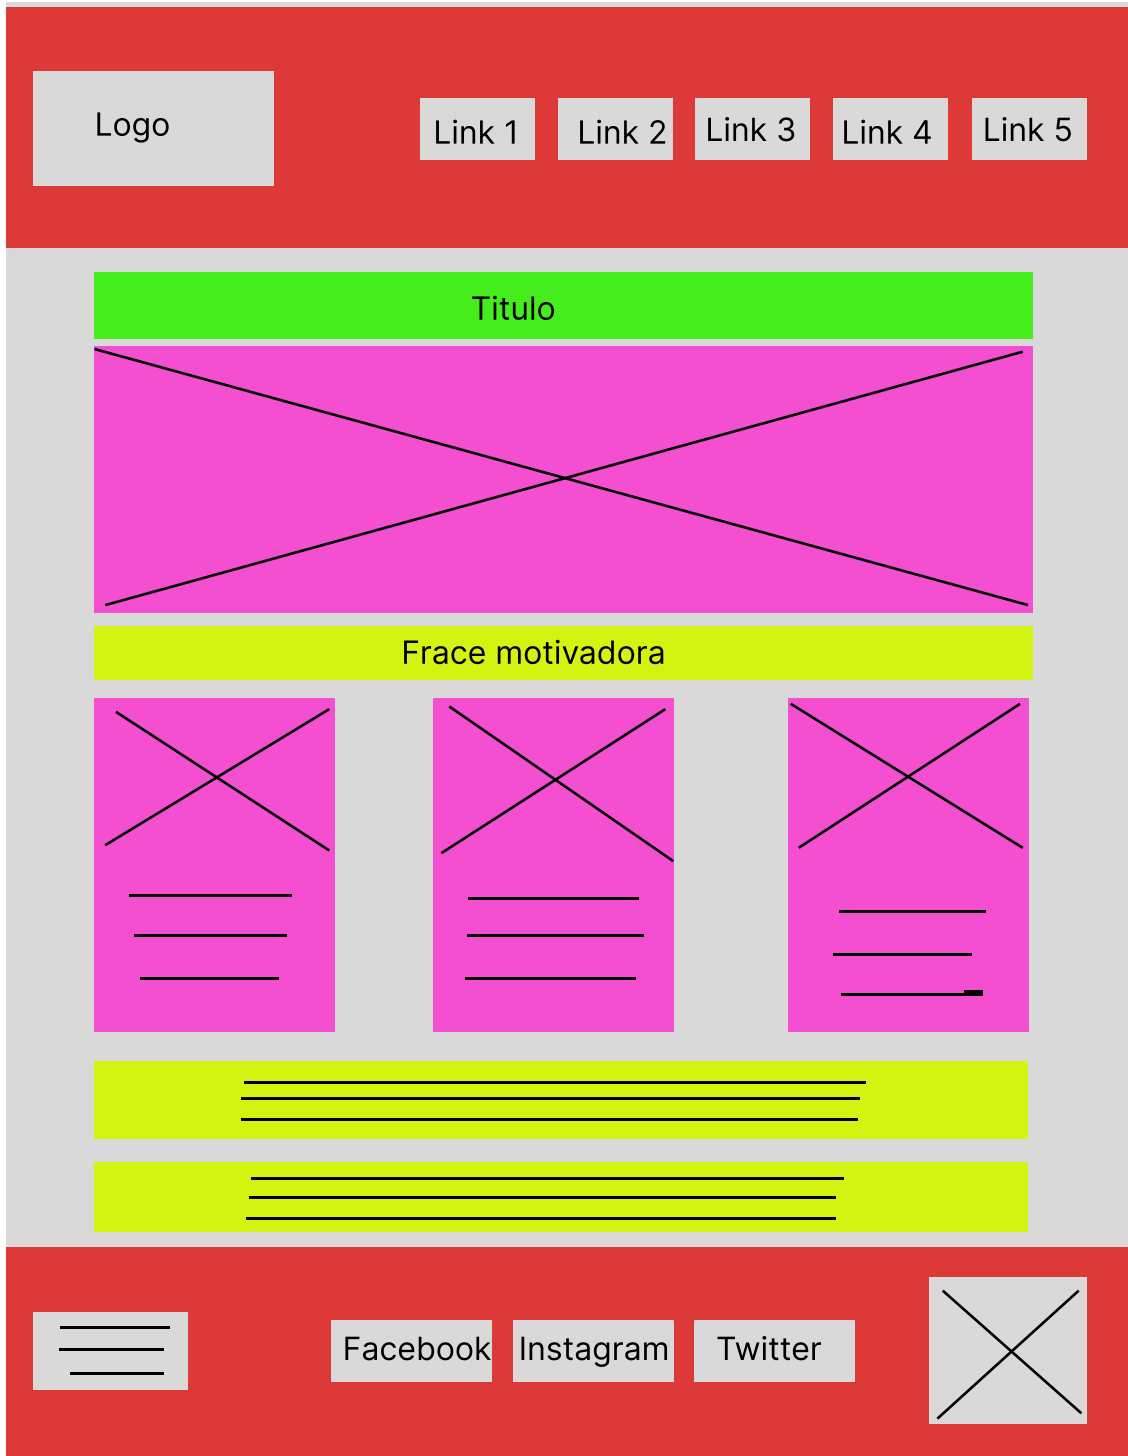 Logo
Link 1
Link 2
Link 3
Link 4
Link 5
Titulo
Frace motivadora
Facebook
Instagram
Twitter